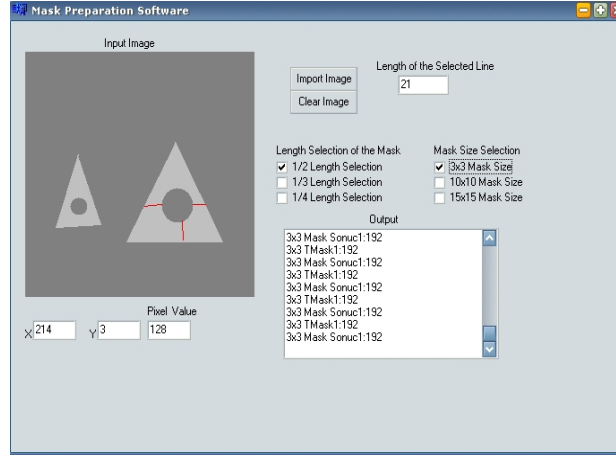 Mask Preparation Software
Input Image
Import Image
Clear Image
Length of the Selected Line
21
Length Selection of the Mask
1/2 Length Selection
1/3 Length Selection
1/4 Length Selection
Mask Size Selection
3x3 Mask Size
10x10 Mask Size
15x15 Mask Size
Output
3x3 Mask Sonuc1:192
3x3 TMask1:192
3x3 Mask Sonuc1:192
3x3 TMask1:192
3x3 Mask Sonuc1:192
3x3 TMask1:192
3x3 Mask Sonuc1:192
3x3 TMask1:192
3x3 Mask Sonuc1:192
Pixel Value
X 214
Y 3
128